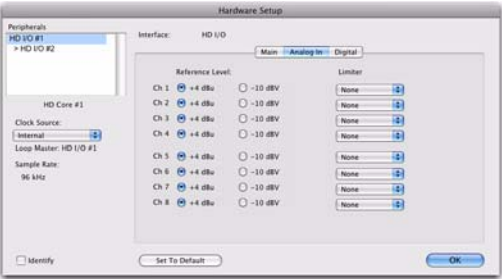 Hardware Setup
Peripherals
HD I/O #1
> HD I/O #2
HD Core #1
Clock Source:
Internal
Loop Master: HD I/O #1
Sample Rate:
96 kHz
Identify
Interface: HD I/O
Main Analog In Digital
Reference Level: Limiter
Ch 1 +4 dBu -10 dBV None
Ch 2 +4 dBu -10 dBV None
Ch 3 +4 dBu -10 dBV None
Ch 4 +4 dBu -10 dBV None
Ch 5 +4 dBu -10 dBV None
Ch 6 +4 dBu -10 dBV None
Ch 7 +4 dBu -10 dBV None
Ch 8 +4 dBu -10 dBV None
Set To Default OK